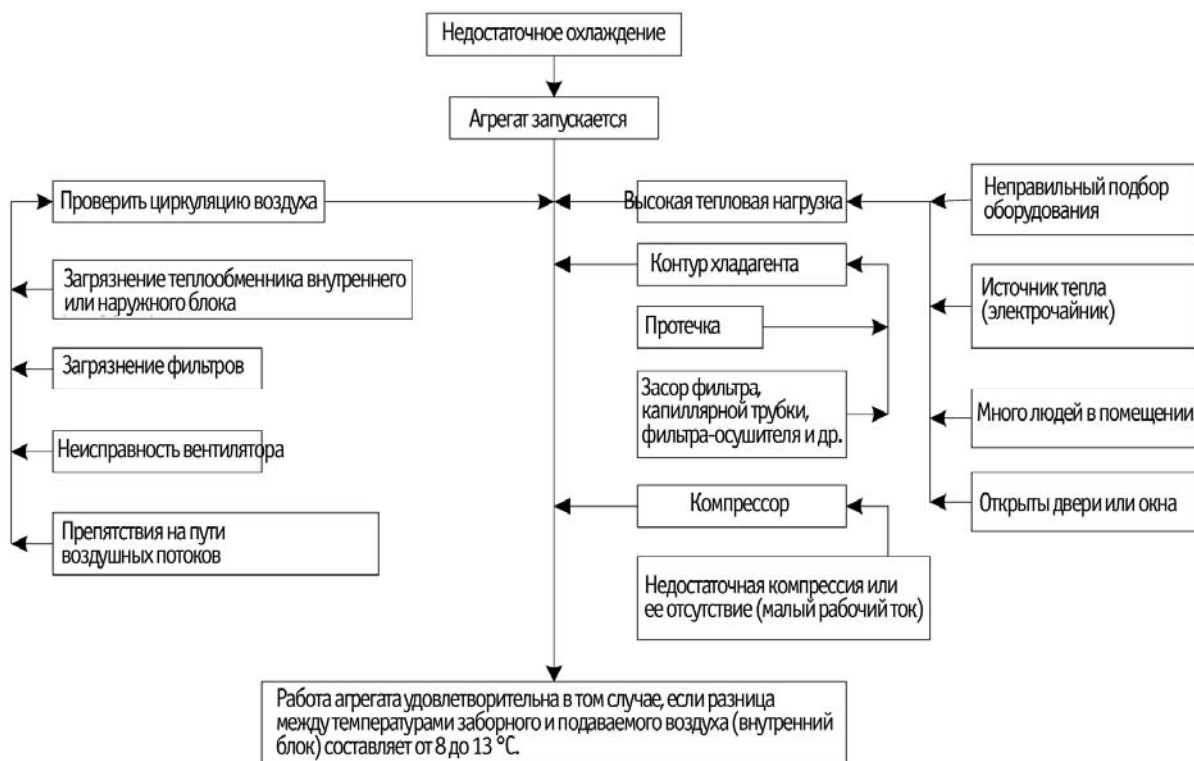 Недостаточное охлаждение
Агрегат запускается
Проверить циркуляцию воздуха
Загрязнение теплообменника внутреннего
или наружного блока
Загрязнение фильтров
Неисправность вентилятора
Препятствия на пути
воздушных потоков
Высокая тепловая нагрузка
Контур хладагента
Протечка
Засор фильтра,
капиллярной трубки,
фильтра-осушителя и др.
Компрессор
Недостаточная компрессия или
ее отсутствие (малый рабочий ток)
Неправильный подбор
оборудования
Источник тепла
(электрочайник)
Много людей в помещении
Открыты двери или окна
Работа агрегата удовлетворительна в том случае, если разница
между температурами заборного и подаваемого воздуха (внутренний
блок) составляет от 8 до 13 °C.